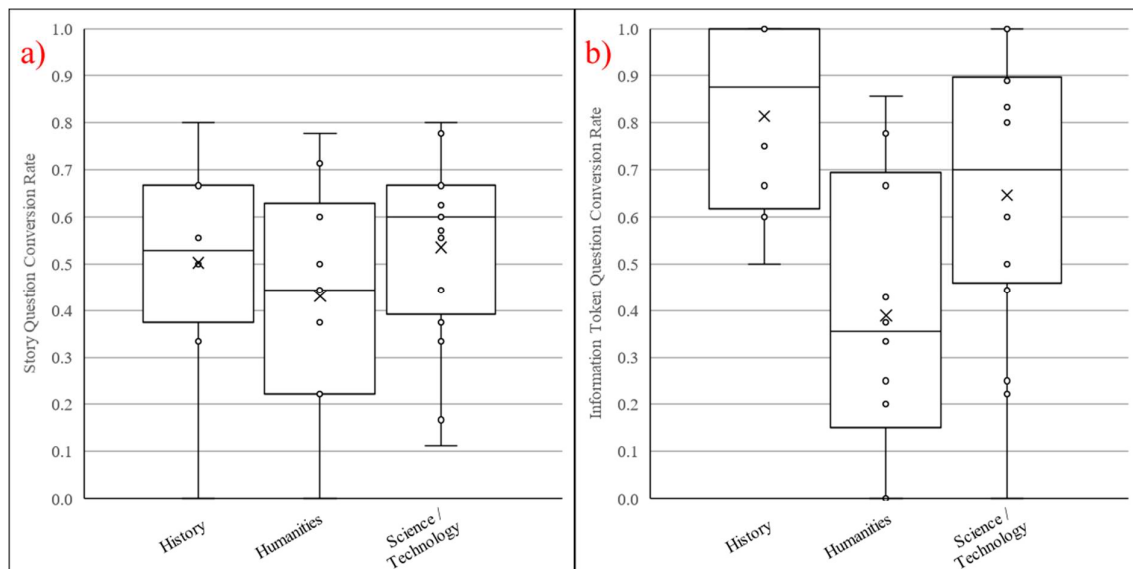 a)
Story Question Conversion Rate
1.0
0.9
0.8
0.7
0.6
0.5
0.4
0.3
0.2
0.1
0.0
History
Humanities
Science /
Technology
b)
Information Token Question Conversion Rate
1.0
0.9
0.8
0.7
0.6
0.5
0.4
0.3
0.2
0.1
0.0
History
Humanities
Science /
Technology